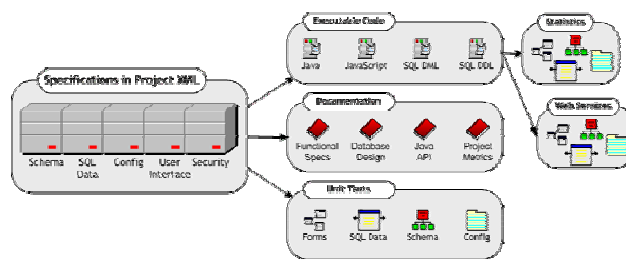 Executable Code
Statistics
Java
JavaScript
SQL DML
SQL DDL
Specifications in Project XML
Web Services
Documentation
Schema
SQL Data
Config
User Interface
Security
Functional Specs
Database Design
Java API
Project Metrics
Unit Tests
Forms
SQL Data
Schema
Config